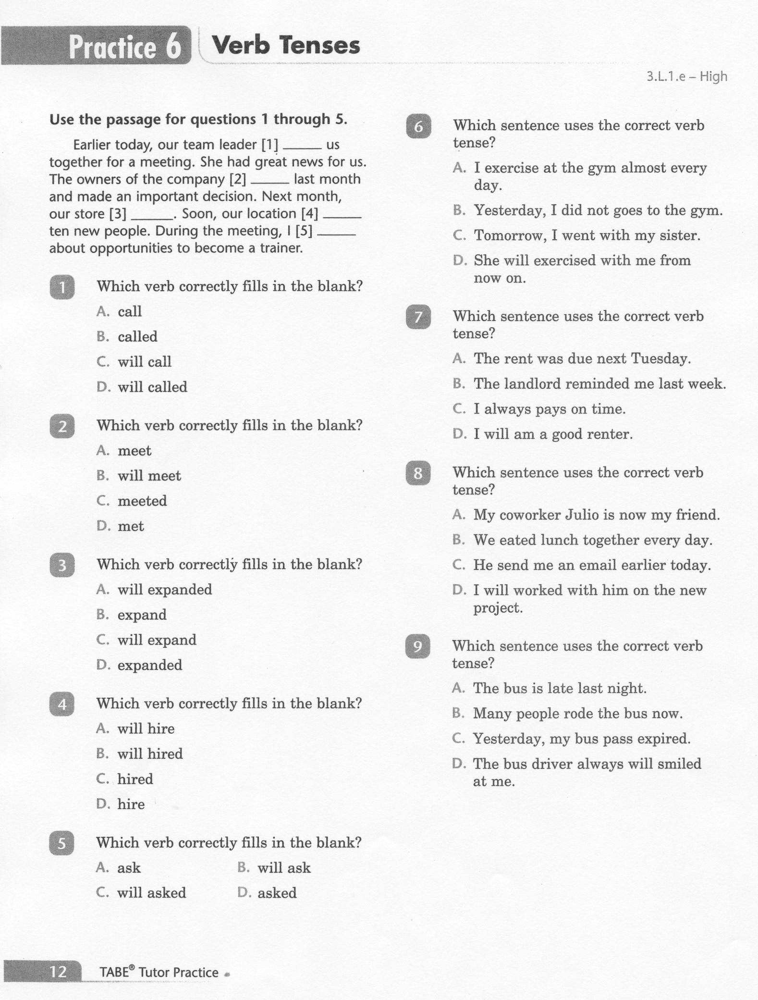 Practice 6 Verb Tenses
3.L.1.e – High
Use the passage for questions 1 through 5.
Earlier today, our team leader [1] _____ us
together for a meeting. She had great news for us.
The owners of the company [2] _____ last month
and made an important decision. Next month,
our store [3] _____. Soon, our location [4] _____
ten new people. During the meeting, I [5] _____
about opportunities to become a trainer.
1 Which verb correctly fills in the blank?
A. call
B. called
C. will call
D. will called
2 Which verb correctly fills in the blank?
A. meet
B. will meet
C. meeted
D. met
3 Which verb correctly fills in the blank?
A. will expanded
B. expand
C. will expand
D. expanded
4 Which verb correctly fills in the blank?
A. will hire
B. will hired
C. hired
D. hire
5 Which verb correctly fills in the blank?
A. ask B. will ask
C. will asked D. asked
6 Which sentence uses the correct verb
tense?
A. I exercise at the gym almost every
day.
B. Yesterday, I did not goes to the gym.
C. Tomorrow, I went with my sister.
D. She will exercised with me from
now on.
7 Which sentence uses the correct verb
tense?
A. The rent was due next Tuesday.
B. The landlord reminded me last week.
C. I always pays on time.
D. I will am a good renter.
8 Which sentence uses the correct verb
tense?
A. My coworker Julio is now my friend.
B. We eated lunch together every day.
C. He send me an email earlier today.
D. I will worked with him on the new
project.
9 Which sentence uses the correct verb
tense?
A. The bus is late last night.
B. Many people rode the bus now.
C. Yesterday, my bus pass expired.
D. The bus driver always will smiled
at me.
12 TABE® Tutor Practice